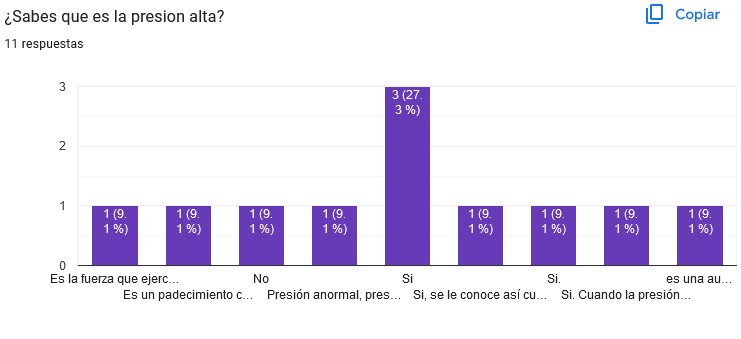 ¿Sabes que es la presion alta?
Copiar
11 respuestas
3
2
1
0
1 (9.
1 %)
1 (9.
1 %)
1 (9.
1 %)
1 (9.
1 %)
3 (27.
3 %)
1 (9.
1 %)
1 (9.
1 %)
1 (9.
1 %)
1 (9.
1 %)
Es la fuerza que ejerc...
Es un padecimiento c...
No
Presión anormal, pres...
Si
Si, se le conoce así cu...
Si.
Si. Cuando la presión...
es una au...